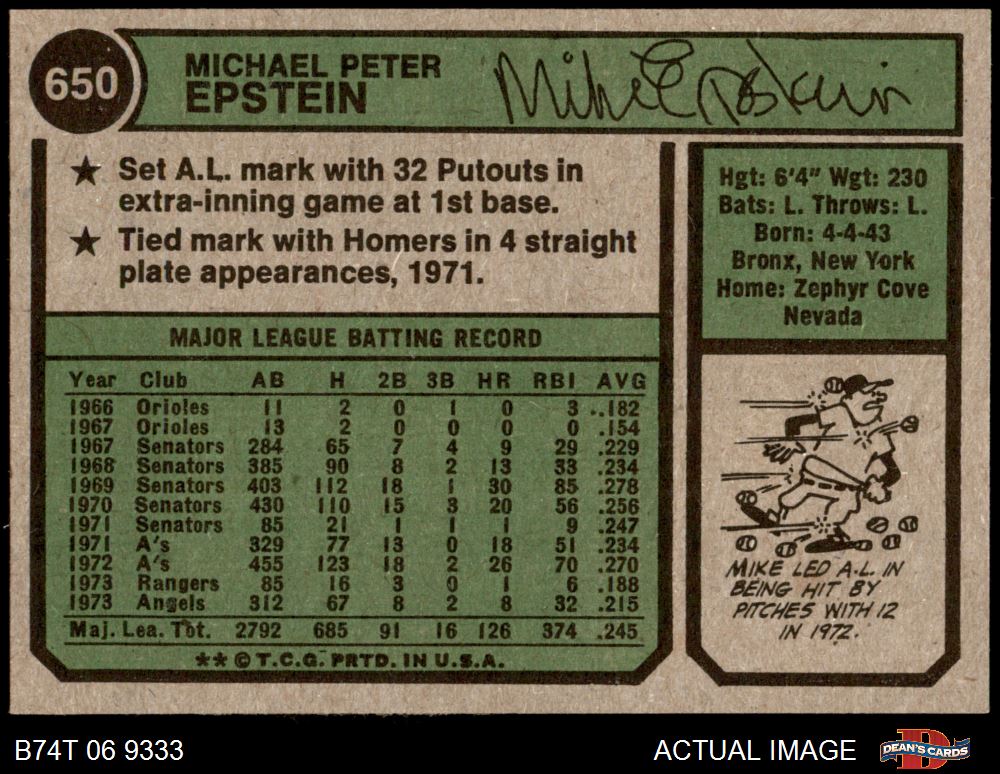 650
MICHAEL PETER
EPSTEIN
Mike Epstein
★ Set A.L. mark with 32 Putouts in
extra-inning game at 1st base.
★ Tied mark with Homers in 4 straight
plate appearances, 1971.
Hgt: 6'4" Wgt: 230
Bats: L. Throws: L.
Born: 4-4-43
Bronx, New York
Home: Zephyr Cove
Nevada
MAJOR LEAGUE BATTING RECORD
Year Club AB H 2B 3B HR RBI AVG
1966 Orioles 11 2 0 1 0 3 .182
1967 Orioles 13 2 0 0 0 0 .154
1967 Senators 284 65 7 4 9 29 .229
1968 Senators 385 90 8 2 13 33 .234
1969 Senators 403 112 18 1 30 85 .278
1970 Senators 430 110 15 3 20 56 .256
1971 Senators 85 21 1 1 1 9 .247
1971 A's 329 77 13 0 18 51 .234
1972 A's 455 123 18 2 26 70 .270
1973 Rangers 85 16 3 0 1 6 .188
1973 Angels 312 67 8 2 8 32 .215
Maj. Lea. Tot. 2792 685 91 16 126 374 .245
** © T.C.G. PRTD. IN U.S.A.
MIKE LED A.L. IN
BEING HIT BY
PITCHES WITH 12
IN 1972.
B74T 06 9333
ACTUAL IMAGE
DEAN'S CARDS